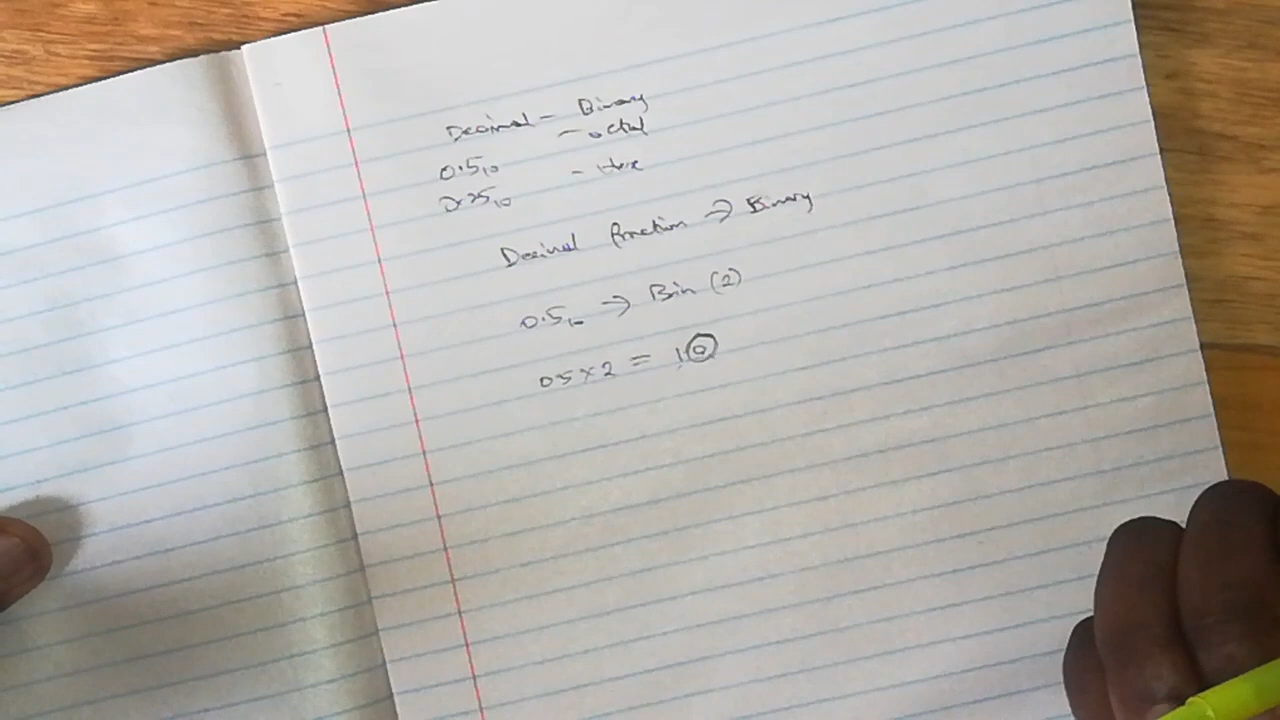 Decimal - Binary
- octal
0.5₁₀
- Hex
0.25₁₀
Decimal fraction → Binary
0.5₁₀ → Bin (2)
0.5 × 2 = 1.0